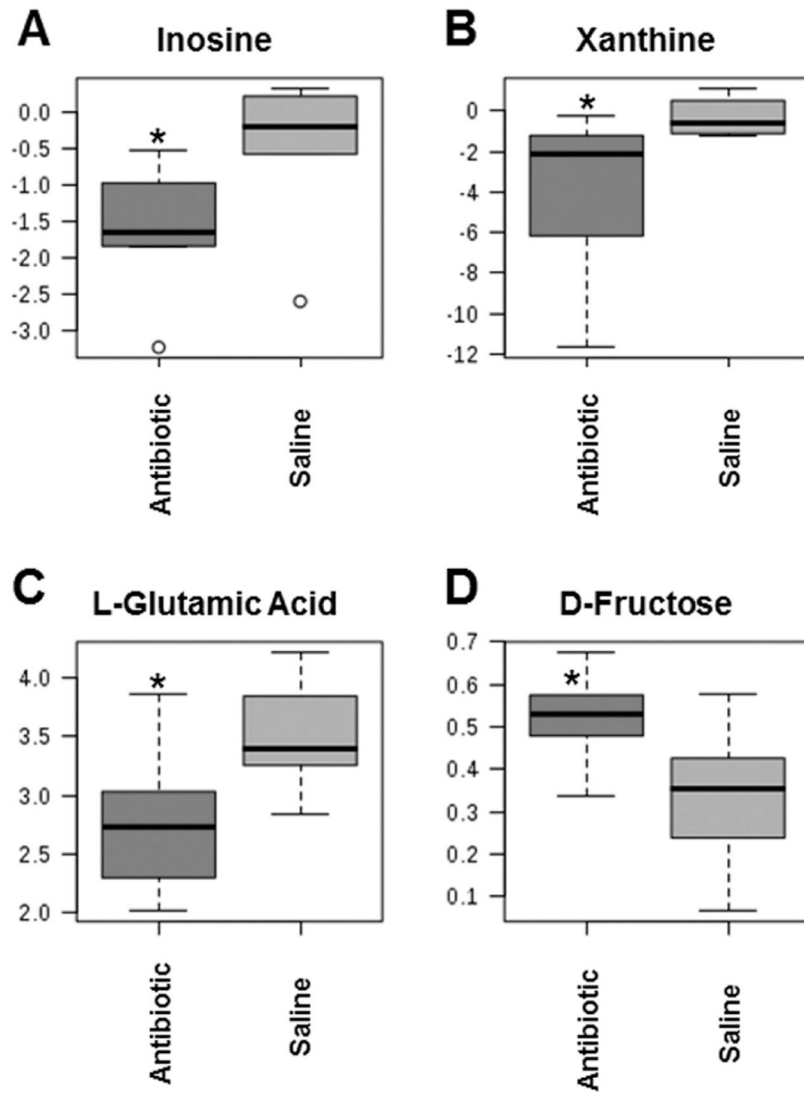 A
Inosine
0.0
-0.5
-1.0
-1.5
-2.0
-2.5
-3.0
*
Antibiotic
Saline
B
Xanthine
0
-2
-4
-6
-8
-10
-12
*
Antibiotic
Saline
C
L-Glutamic Acid
4.0
3.5
3.0
2.5
2.0
*
Antibiotic
Saline
D
D-Fructose
0.7
0.6
0.5
0.4
0.3
0.2
0.1
*
Antibiotic
Saline